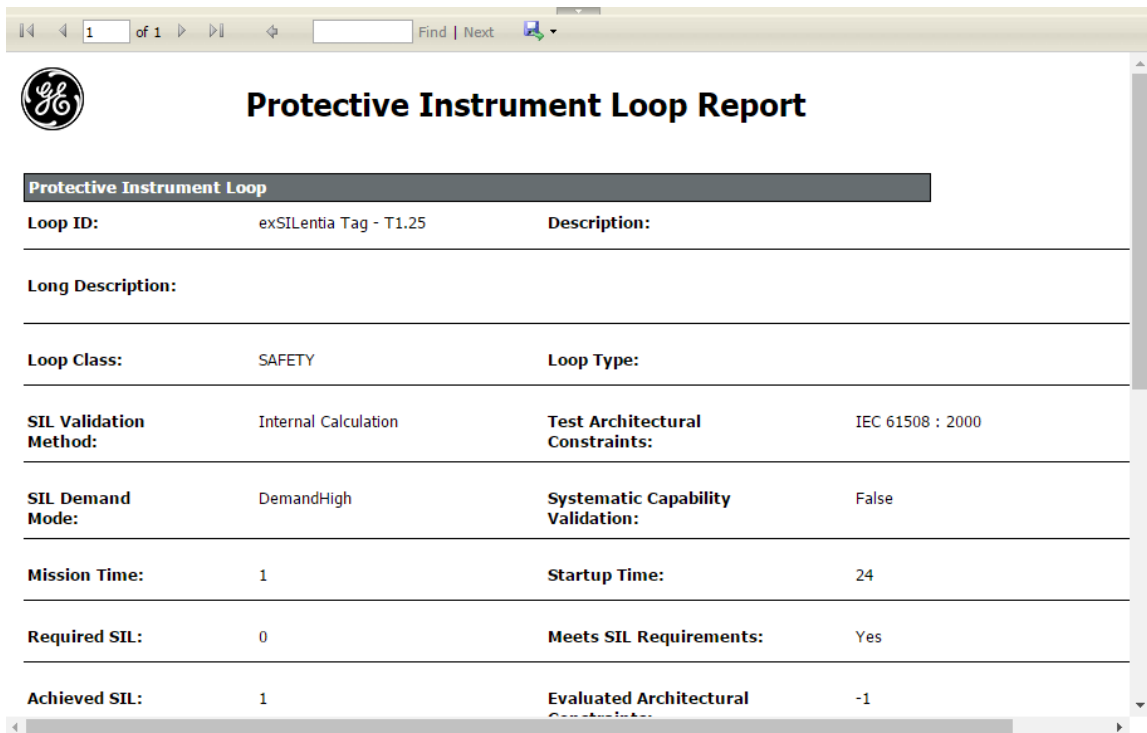 1 of 1 Find | Next
GE
Protective Instrument Loop Report
Protective Instrument Loop
Loop ID: exSILentia Tag - T1.25 Description:
Long Description:
Loop Class: SAFETY Loop Type:
SIL Validation Internal Calculation Test Architectural IEC 61508 : 2000
Method: Constraints:
SIL Demand DemandHigh Systematic Capability False
Mode: Validation:
Mission Time: 1 Startup Time: 24
Required SIL: 0 Meets SIL Requirements: Yes
Achieved SIL: 1 Evaluated Architectural -1